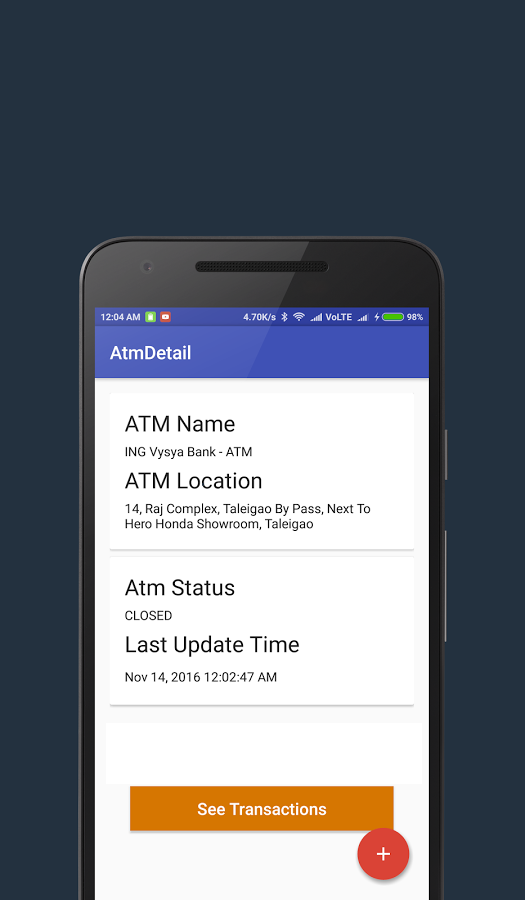 12:04 AM 4.70K/s VoLTE 98%
AtmDetail
ATM Name
ING Vysya Bank - ATM
ATM Location
14, Raj Complex, Taleigao By Pass, Next To
Hero Honda Showroom, Taleigao
Atm Status
CLOSED
Last Update Time
Nov 14, 2016 12:02:47 AM
See Transactions
+